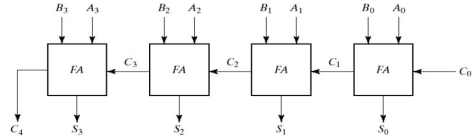 B₃ A₃ B₂ A₂ B₁ A₁ B₀ A₀
FA C₃ FA C₂ FA C₁ FA C₀
C₄ S₃ S₂ S₁ S₀